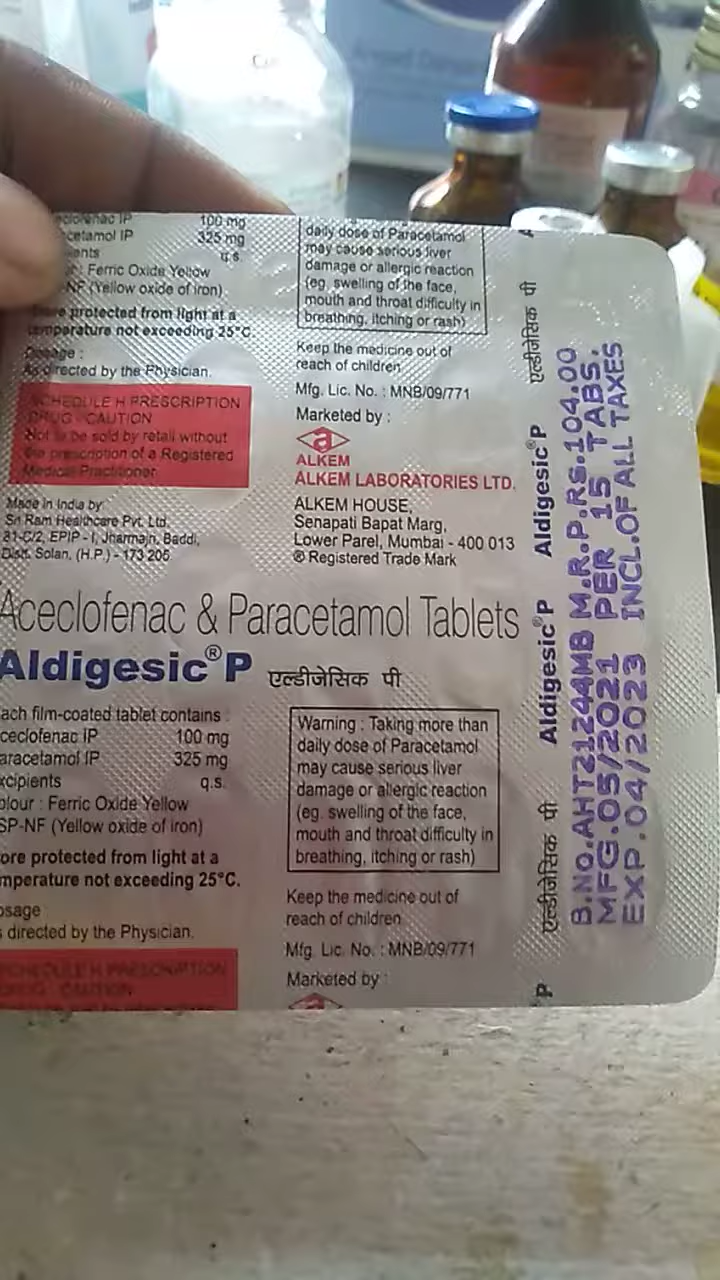 100 mg
325 mg
q.s.
: Ferric Oxide Yellow
NF (Yellow oxide of iron)
protected from light at a
temperature not exceeding 25°C.
Dosage :
As directed by the Physician.
SCHEDULE H PRESCRIPTION
DRUG - CAUTION
Not to be sold by retail without
the prescription of a Registered
Medical Practitioner
Made in India by
Sri Ram Healthcare Pvt. Ltd.
81-C/2, EPIP - I, Jharmajri, Baddi,
Distt. Solan, (H.P.) - 173 205
daily dose of Paracetamol
may cause serious liver
damage or allergic reaction
(eg. swelling of the face,
mouth and throat difficulty in
breathing, itching or rash)
Keep the medicine out of
reach of children
Mfg. Lic. No. : MNB/09/771
Marketed by :
a
ALKEM
ALKEM LABORATORIES LTD.
ALKEM HOUSE,
Senapati Bapat Marg,
Lower Parel, Mumbai - 400 013
® Registered Trade Mark
Aceclofenac & Paracetamol Tablets
Aldigesic® P एल्डीजेसिक पी
ach film-coated tablet contains :
ceclofenac IP 100 mg
aracetamol IP 325 mg
xcipients q.s.
olour : Ferric Oxide Yellow
SP-NF (Yellow oxide of iron)
ore protected from light at a
mperature not exceeding 25°C.
osage
s directed by the Physician.
SCHEDULE H PRESCRIPTION
DRUG - CAUTION
Warning : Taking more than
daily dose of Paracetamol
may cause serious liver
damage or allergic reaction
(eg. swelling of the face,
mouth and throat difficulty in
breathing, itching or rash)
Keep the medicine out of
reach of children
Mfg. Lic. No. : MNB/09/771
Marketed by :
a
P एल्डीजेसिक पी Aldigesic® P Aldigesic® P एल्डीजेसिक पी A
B.NO.AHT21244MB M.R.P.RS.104.00
MFG.05/2021 PER 15 TABS.
EXP.04/2023 INCL.OF ALL TAXES